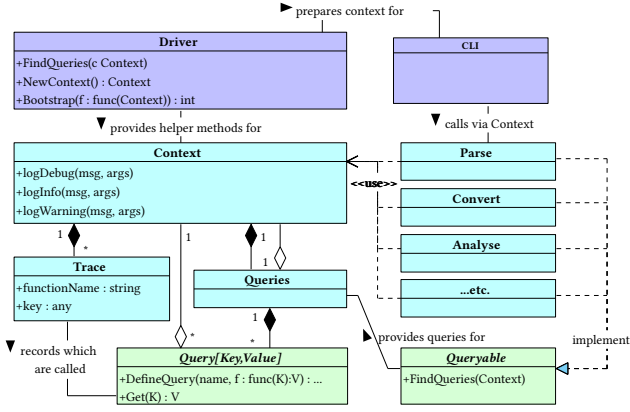 prepares context for
Driver
+FindQueries(c Context)
+NewContext() : Context
+Bootstrap(f : func(Context)) : int
CLI
provides helper methods for
calls via Context
Context
+logDebug(msg, args)
+logInfo(msg, args)
+logWarning(msg, args)
<<use>>
Parse
Convert
Analyse
...etc.
1
*
1
*
1
1
Trace
+functionName : string
+key : any
Queries
1
*
records which
are called
Query[Key,Value]
+DefineQuery(name, f : func(K):V) : ...
+Get(K) : V
provides queries for
implement
Queryable
+FindQueries(Context)